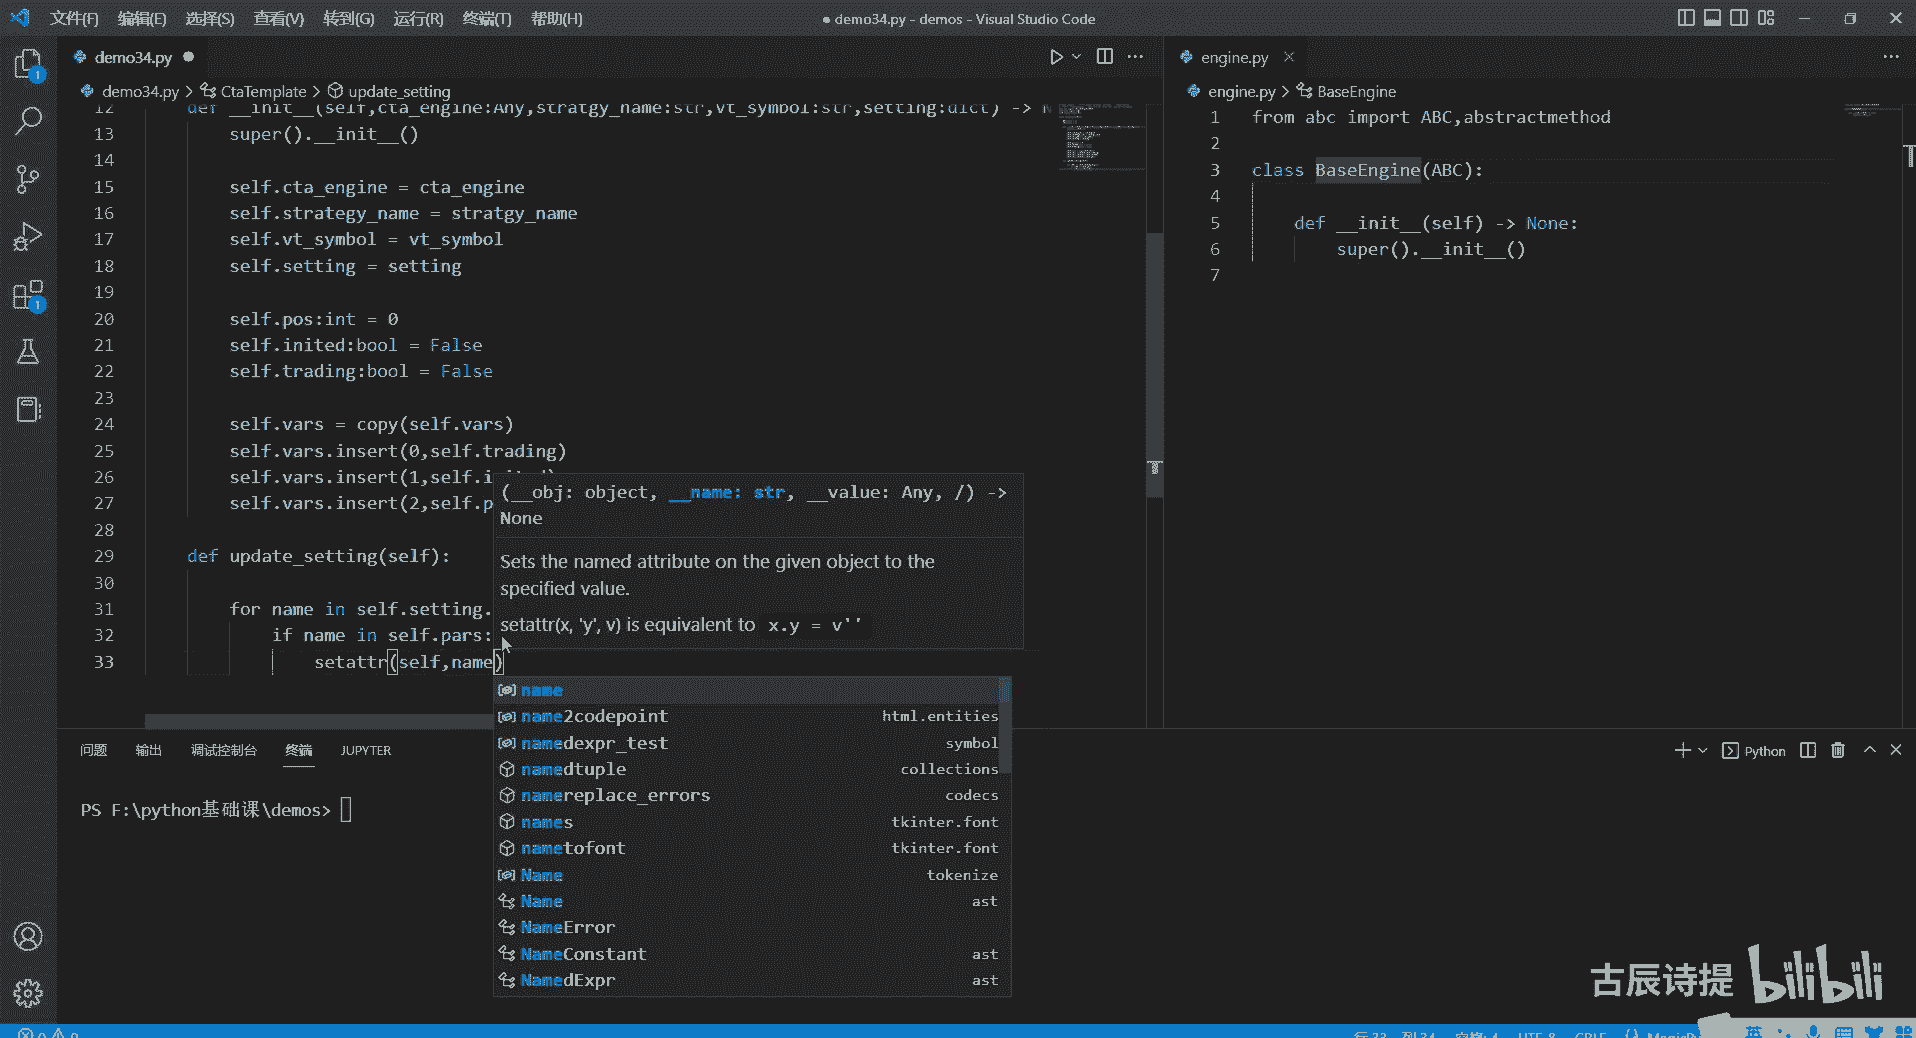 文件(F) 编辑(E) 选择(S) 查看(V) 转到(G) 运行(R) 终端(T) 帮助(H)
● demo34.py - demos - Visual Studio Code
demo34.py ●
demo34.py > CtaTemplate > update_setting
12 def __init__(self,cta_engine:Any,stratgy_name:str,vt_symbol:str,setting:dict) -> N
13 super().__init__()
14
15 self.cta_engine = cta_engine
16 self.strategy_name = stratgy_name
17 self.vt_symbol = vt_symbol
18 self.setting = setting
19
20 self.pos:int = 0
21 self.inited:bool = False
22 self.trading:bool = False
23
24 self.vars = copy(self.vars)
25 self.vars.insert(0,self.trading)
26 self.vars.insert(1,self.i
27 self.vars.insert(2,self.p
28
29 def update_setting(self):
30
31 for name in self.setting.
32 if name in self.pars:
33 setattr(self,name)
(__obj: object, __name: str, __value: Any, /) ->
None
Sets the named attribute on the given object to the
specified value.
setattr(x, 'y', v) is equivalent to x.y = v''
name
name2codepoint html.entities
namedexpr_test symbol
namedtuple collections
namereplace_errors codecs
names tkinter.font
nametofont tkinter.font
Name tokenize
Name ast
NameError
NameConstant ast
NamedExpr ast
engine.py
engine.py > BaseEngine
1 from abc import ABC,abstractmethod
2
3 class BaseEngine(ABC):
4
5 def __init__(self) -> None:
6 super().__init__()
7
问题 输出 调试控制台 终端 JUPYTER
Python
PS F:\python基础课\demos>
1
1
古辰诗提 bilibili
英